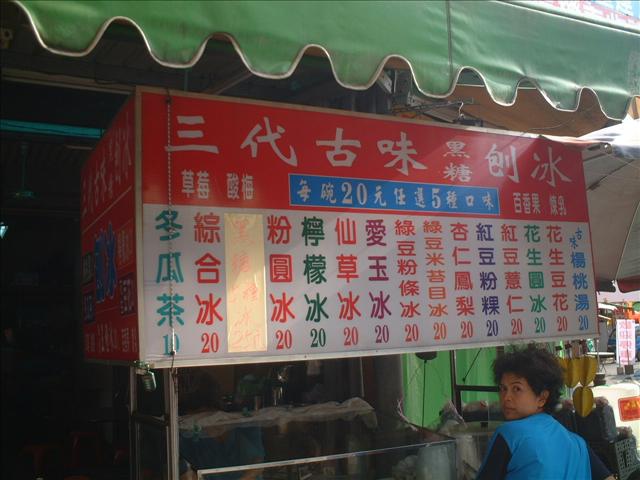 三代古味黑糖刨冰
草莓 酸梅 每碗20元任選5種口味 百香果 煉乳
冬瓜茶 10
綜合冰 20
粉圓冰 20
檸檬冰 20
仙草冰 20
愛玉冰 20
綠豆粉條冰 20
綠豆米苔目冰 20
杏仁鳳梨 20
紅豆粉粿 20
紅豆薏仁 20
花生圓冰 20
花生豆花 20
古味楊桃湯 20